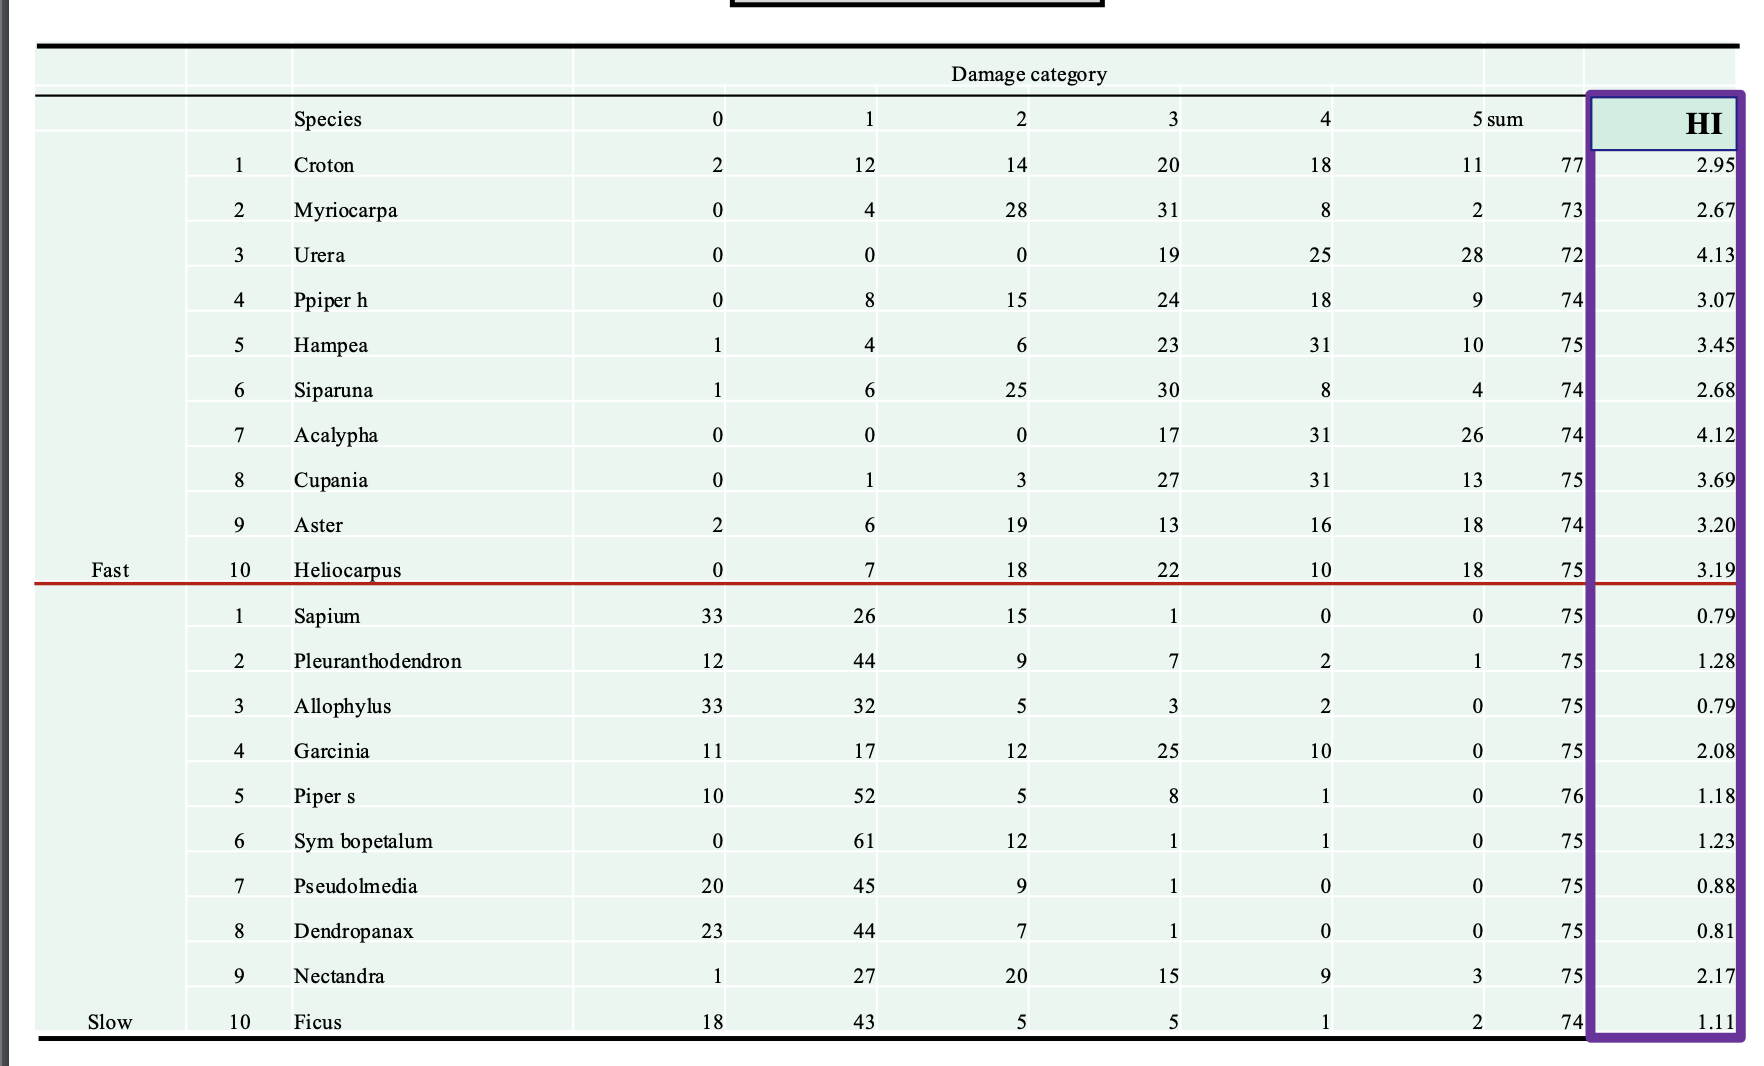 Damage category
Species 0 1 2 3 4 5 sum HI
1 Croton 2 12 14 20 18 11 77 2.95
2 Myriocarpa 0 4 28 31 8 2 73 2.67
3 Urera 0 0 0 19 25 28 72 4.13
4 Ppiper h 0 8 15 24 18 9 74 3.07
5 Hampea 1 4 6 23 31 10 75 3.45
6 Siparuna 1 6 25 30 8 4 74 2.68
7 Acalypha 0 0 0 17 31 26 74 4.12
8 Cupania 0 1 3 27 31 13 75 3.69
9 Aster 2 6 19 13 16 18 74 3.20
Fast 10 Heliocarpus 0 7 18 22 10 18 75 3.19
1 Sapium 33 26 15 1 0 0 75 0.79
2 Pleuranthodendron 12 44 9 7 2 1 75 1.28
3 Allophylus 33 32 5 3 2 0 75 0.79
4 Garcinia 11 17 12 25 10 0 75 2.08
5 Piper s 10 52 5 8 1 0 76 1.18
6 Sym bopetalum 0 61 12 1 1 0 75 1.23
7 Pseudolmedia 20 45 9 1 0 0 75 0.88
8 Dendropanax 23 44 7 1 0 0 75 0.81
9 Nectandra 1 27 20 15 9 3 75 2.17
Slow 10 Ficus 18 43 5 5 1 2 74 1.11